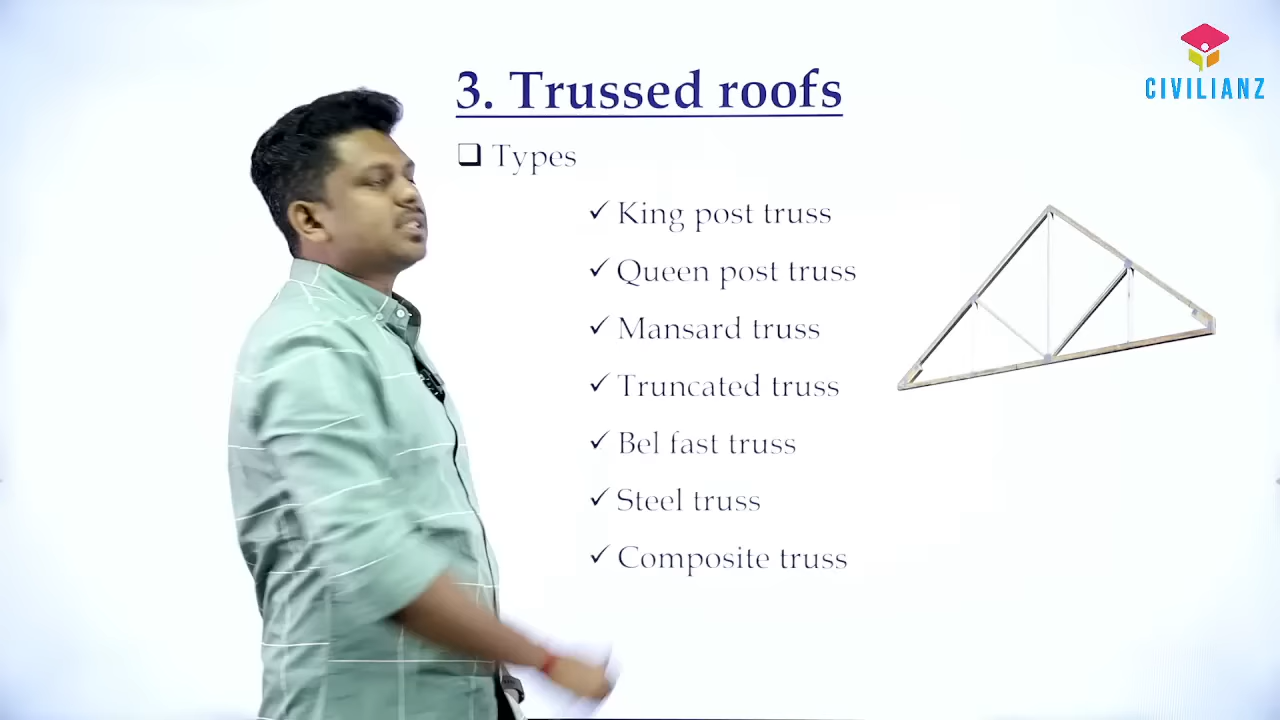 CIVILIANZ
3. Trussed roofs
Types
King post truss
Queen post truss
Mansard truss
Truncated truss
Bel fast truss
Steel truss
Composite truss